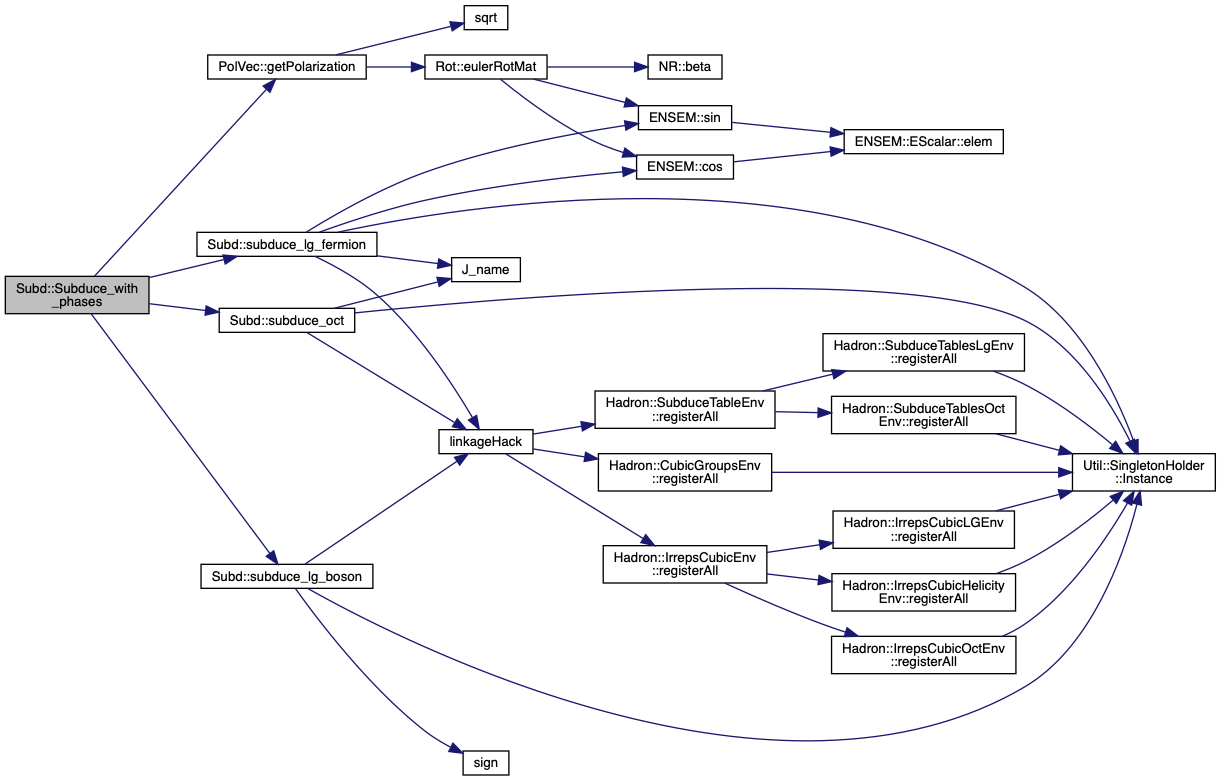 sqrt
PolVec::getPolarization
Rot::eulerRotMat
NR::beta
ENSEM::sin
ENSEM::EScalar::elem
ENSEM::cos
Subd::subduce_lg_fermion
J_name
Subd::Subduce_with
_phases
Subd::subduce_oct
Hadron::SubduceTablesLgEnv
::registerAll
Hadron::SubduceTableEnv
::registerAll
Hadron::SubduceTablesOct
Env::registerAll
linkageHack
Hadron::CubicGroupsEnv
::registerAll
Util::SingletonHolder
::Instance
Hadron::IrrepsCubicLGEnv
::registerAll
Hadron::IrrepsCubicEnv
::registerAll
Subd::subduce_lg_boson
Hadron::IrrepsCubicHelicity
Env::registerAll
Hadron::IrrepsCubicOctEnv
::registerAll
sign